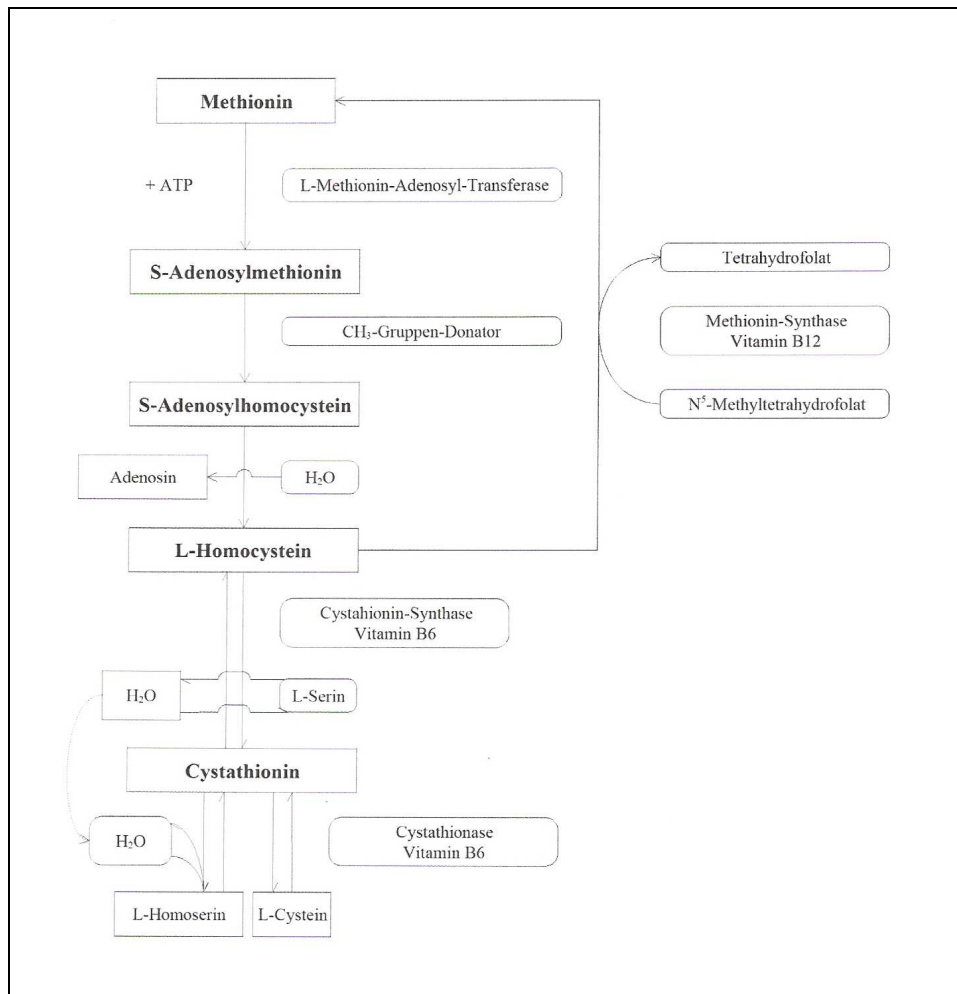 Methionin
+ ATP
L-Methionin-Adenosyl-Transferase
S-Adenosylmethionin
Tetrahydrofolat
CH₃-Gruppen-Donator
Methionin-Synthase
Vitamin B12
S-Adenosylhomocystein
N⁵-Methyltetrahydrofolat
Adenosin
H₂O
L-Homocystein
Cystahionin-Synthase
Vitamin B6
H₂O
L-Serin
Cystathionin
H₂O
Cystathionase
Vitamin B6
L-Homoserin
L-Cystein